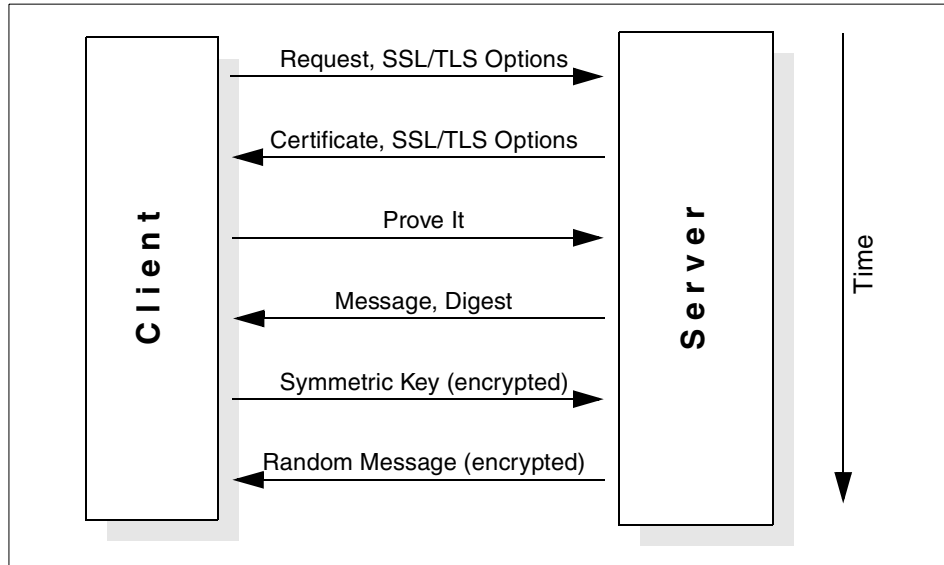 Request, SSL/TLS Options
Certificate, SSL/TLS Options
Prove It
Message, Digest
Symmetric Key (encrypted)
Random Message (encrypted)
Client
Server
Time